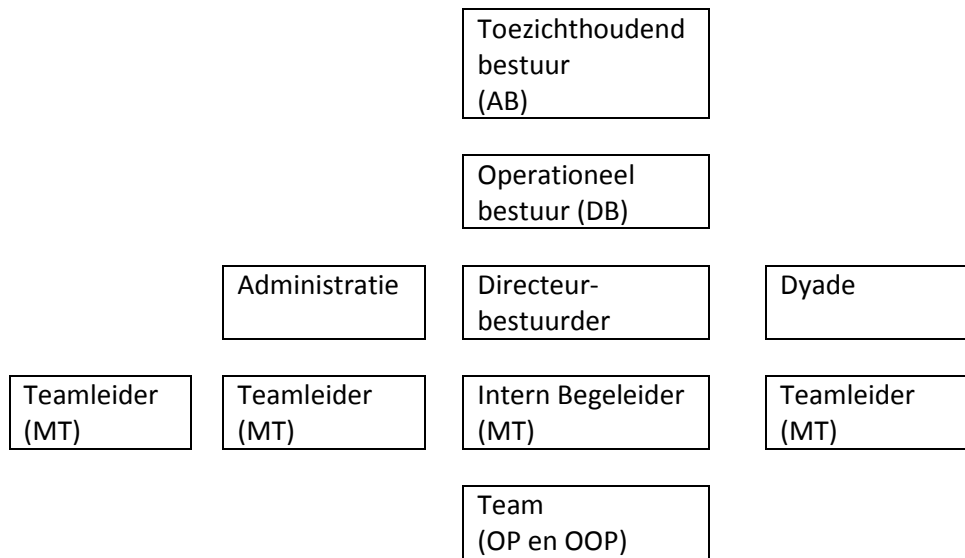 Toezichthoudend
bestuur
(AB)
Operationeel
bestuur (DB)
Administratie
Directeur-
bestuurder
Dyade
Teamleider
(MT)
Teamleider
(MT)
Intern Begeleider
(MT)
Teamleider
(MT)
Team
(OP en OOP)